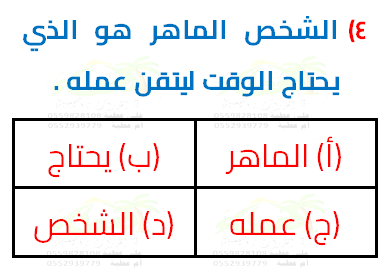 ٤) الشخص الماهر هو الذي
يحتاج الوقت ليتقن عمله .
(أ) الماهر (ب) يحتاج
(ج) عمله (د) الشخص